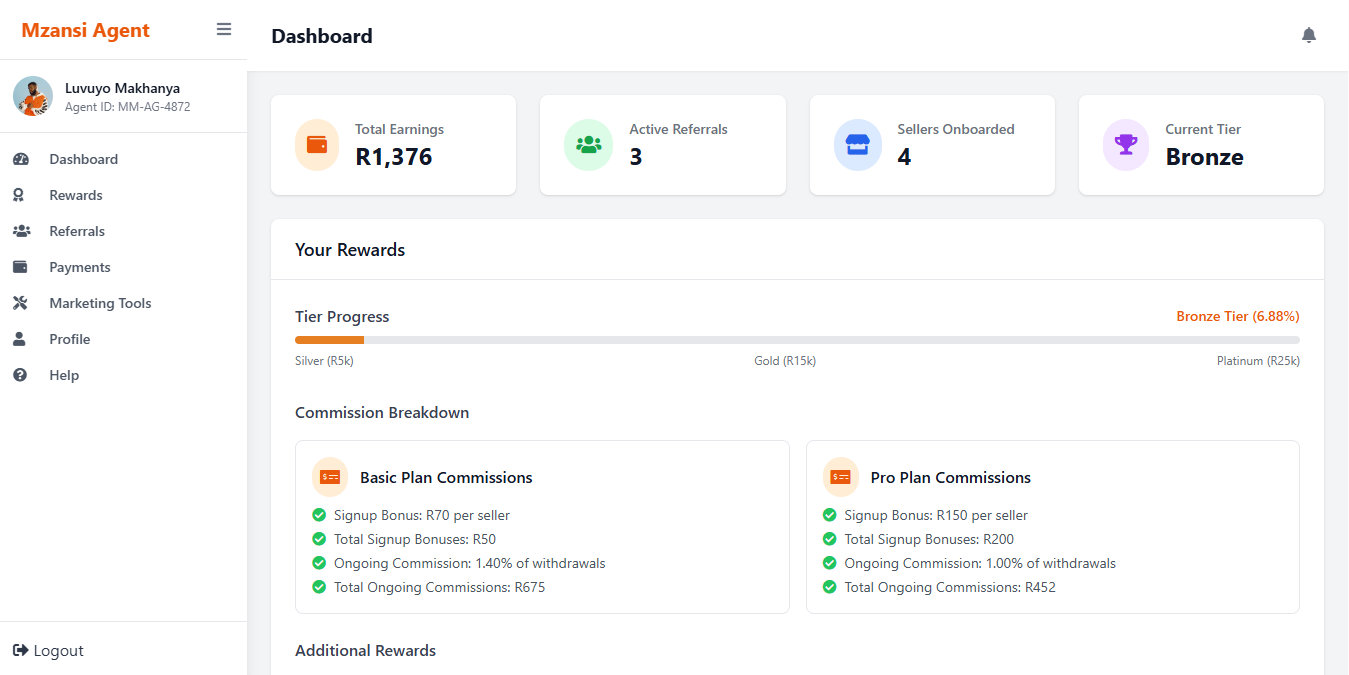 Mzansi Agent
Dashboard
Luvuyo Makhanya
Agent ID: MM-AG-4872
Dashboard
Rewards
Referrals
Payments
Marketing Tools
Profile
Help
Logout
Total Earnings
R1,376
Active Referrals
3
Sellers Onboarded
4
Current Tier
Bronze
Your Rewards
Tier Progress
Bronze Tier (6.88%)
Silver (R5k)
Gold (R15k)
Platinum (R25k)
Commission Breakdown
Basic Plan Commissions
Signup Bonus: R70 per seller
Total Signup Bonuses: R50
Ongoing Commission: 1.40% of withdrawals
Total Ongoing Commissions: R675
Pro Plan Commissions
Signup Bonus: R150 per seller
Total Signup Bonuses: R200
Ongoing Commission: 1.00% of withdrawals
Total Ongoing Commissions: R452
Additional Rewards